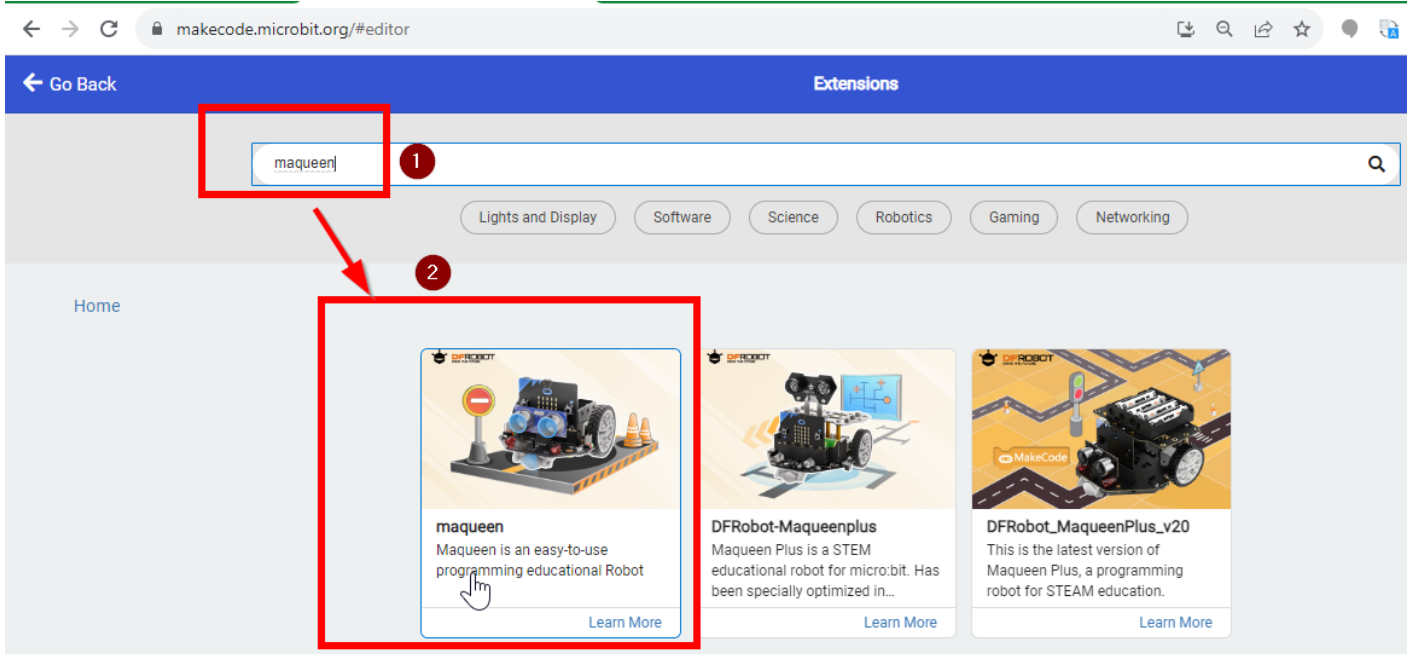 makecode.microbit.org/#editor
Go Back
Extensions
maqueen
1
Lights and Display
Software
Science
Robotics
Gaming
Networking
2
Home
DFROBOT
DFROBOT
DFROBOT
MakeCode
maqueen
Maqueen is an easy-to-use
programming educational Robot
Learn More
DFRobot-Maqueenplus
Maqueen Plus is a STEM
educational robot for micro:bit. Has
been specially optimized in...
Learn More
DFRobot_MaqueenPlus_v20
This is the latest version of
Maqueen Plus, a programming
robot for STEAM education.
Learn More